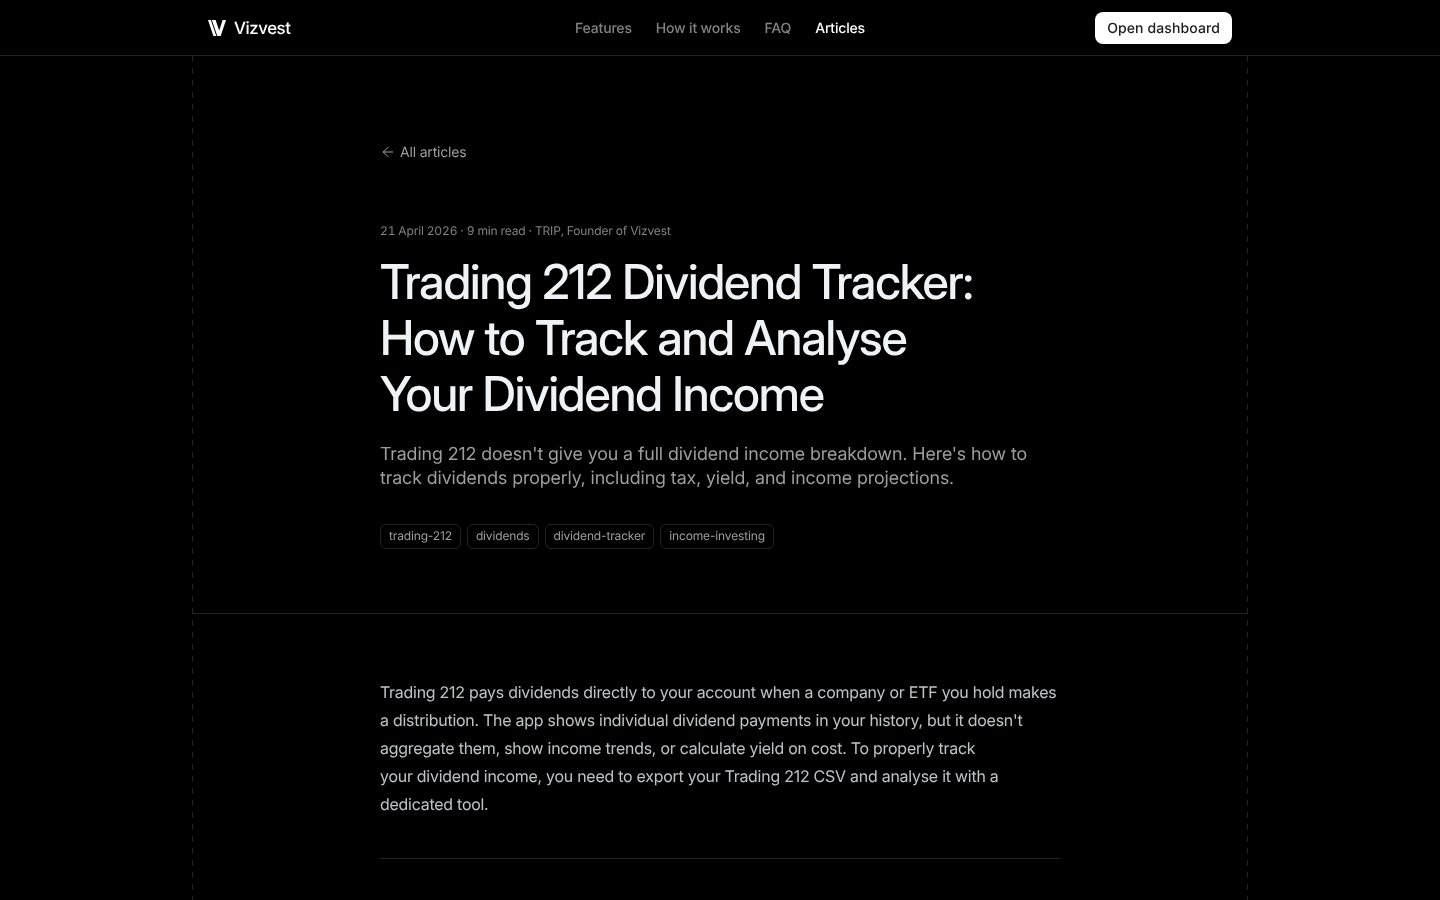 Vizvest
Features
How it works
FAQ
Articles
Open dashboard
← All articles
21 April 2026 · 9 min read · TRIP, Founder of Vizvest
Trading 212 Dividend Tracker:
How to Track and Analyse
Your Dividend Income
Trading 212 doesn't give you a full dividend income breakdown. Here's how to
track dividends properly, including tax, yield, and income projections.
trading-212
dividends
dividend-tracker
income-investing
Trading 212 pays dividends directly to your account when a company or ETF you hold makes
a distribution. The app shows individual dividend payments in your history, but it doesn't
aggregate them, show income trends, or calculate yield on cost. To properly track
your dividend income, you need to export your Trading 212 CSV and analyse it with a
dedicated tool.